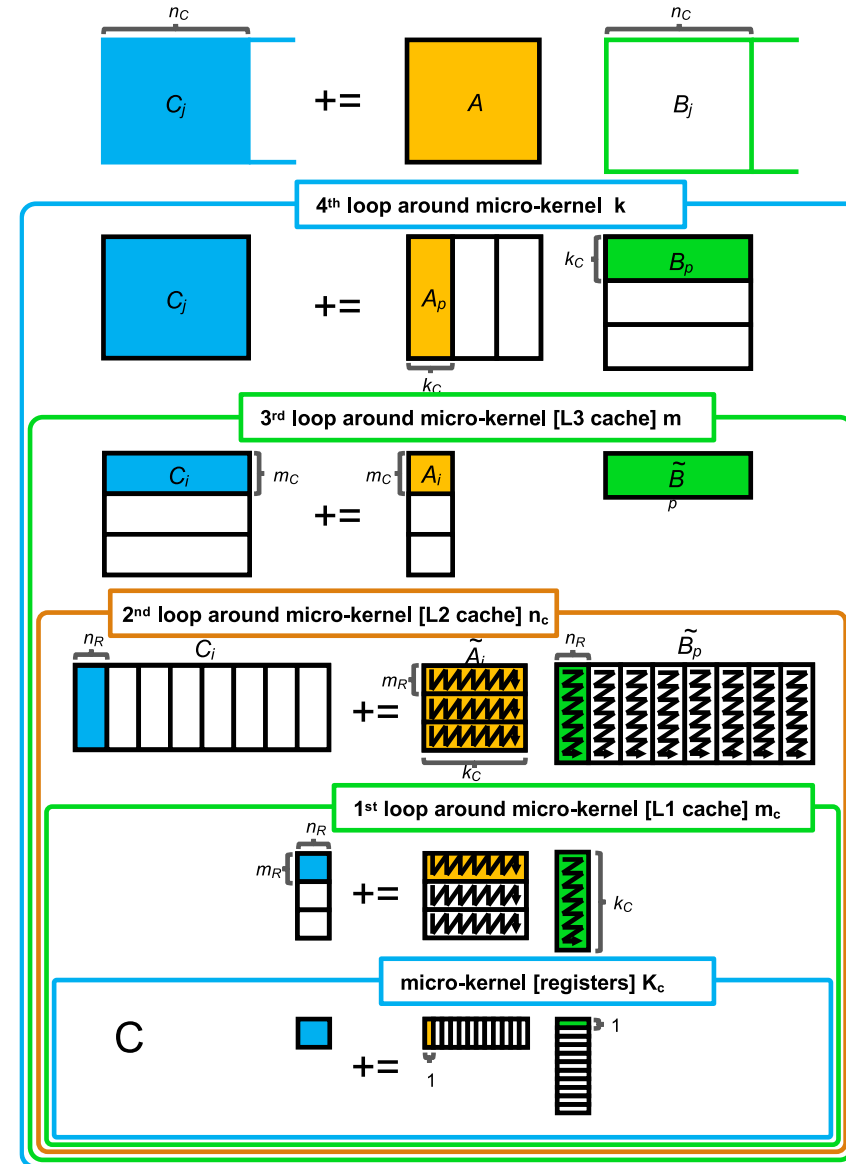 n_C n_C
C_j += A B_j
4th loop around micro-kernel k
C_j += A_p k_C B_p
k_C
3rd loop around micro-kernel [L3 cache] m
C_i m_C += m_C A_i B̃
p
2nd loop around micro-kernel [L2 cache] n_c
n_R C_i Ã_i n_R B̃_p
m_R
+=
k_C
1st loop around micro-kernel [L1 cache] m_c
n_R
m_R += k_C
micro-kernel [registers] K_c
C += 1
1